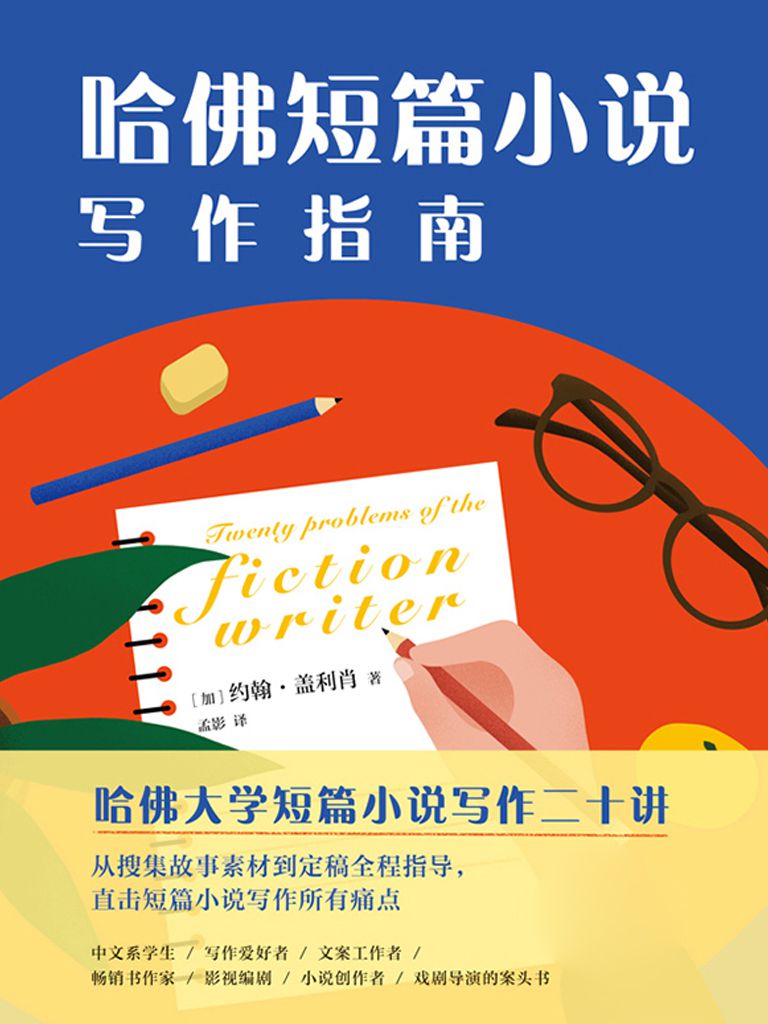 哈佛短篇小说
写作指南
Twenty problems of the
fiction
writer
[加]约翰·盖利肖 著
孟影 译
哈佛大学短篇小说写作二十讲
从搜集故事素材到定稿全程指导，
直击短篇小说写作所有痛点
中文系学生 / 写作爱好者 / 文案工作者 /
畅销书作家 / 影视编剧 / 小说创作者 / 戏剧导演的案头书